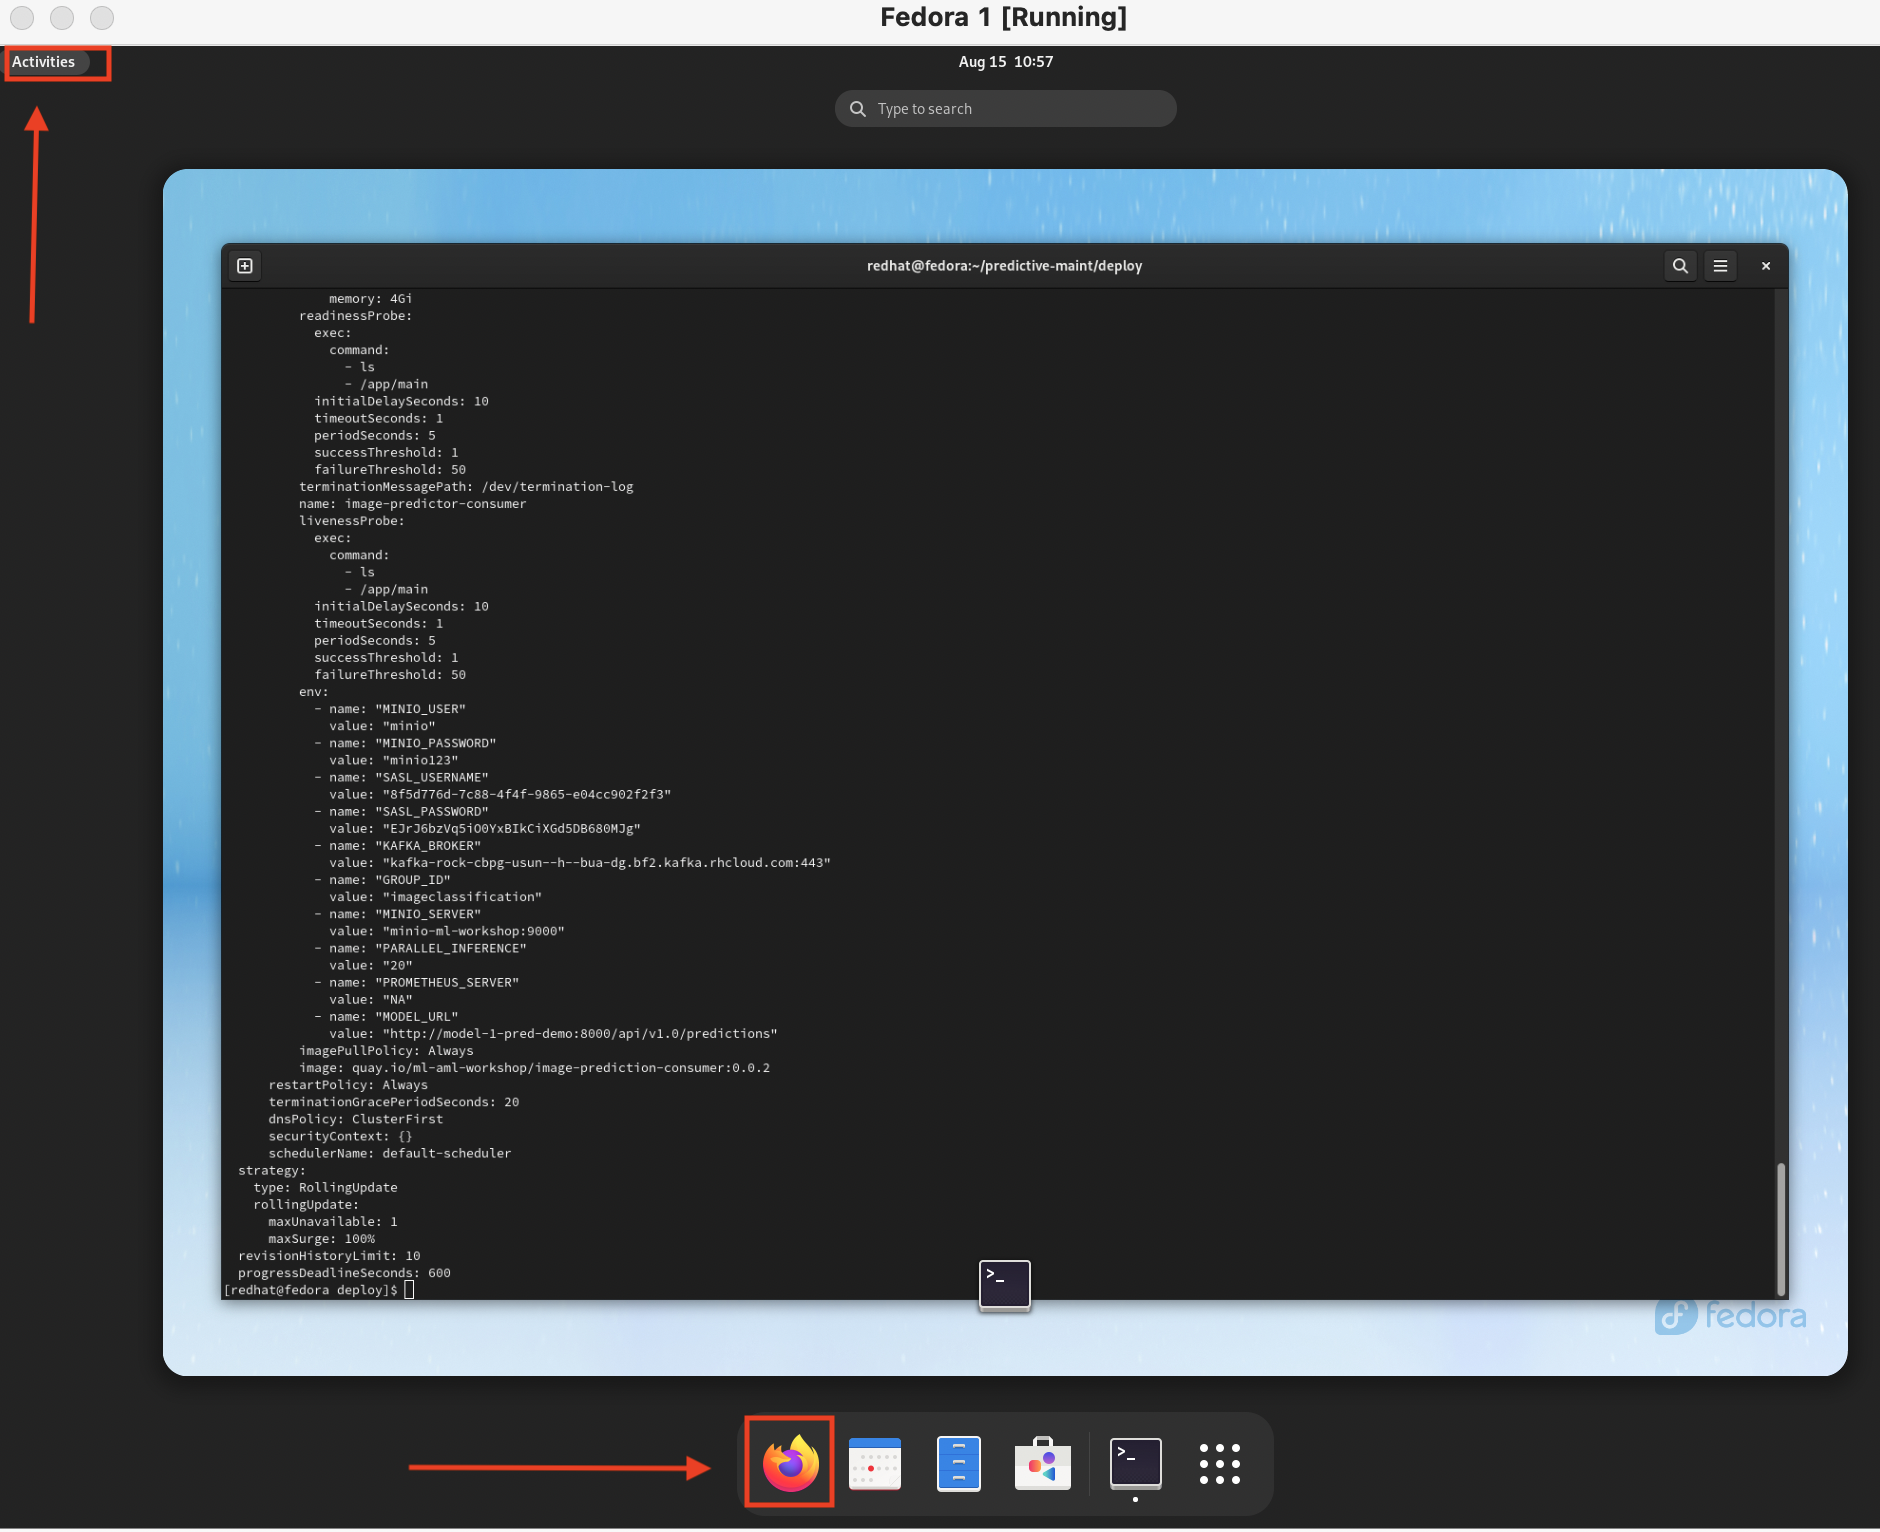 Fedora 1 [Running]
Activities
Aug 15 10:57
Type to search
redhat@fedora:~/predictive-maint/deploy
memory: 4Gi
readinessProbe:
exec:
command:
- ls
- /app/main
initialDelaySeconds: 10
timeoutSeconds: 1
periodSeconds: 5
successThreshold: 1
failureThreshold: 50
terminationMessagePath: /dev/termination-log
name: image-predictor-consumer
livenessProbe:
exec:
command:
- ls
- /app/main
initialDelaySeconds: 10
timeoutSeconds: 1
periodSeconds: 5
successThreshold: 1
failureThreshold: 50
env:
- name: "MINIO_USER"
value: "minio"
- name: "MINIO_PASSWORD"
value: "minio123"
- name: "SASL_USERNAME"
value: "8f5d776d-7c88-4f4f-9865-e04cc902f2f3"
- name: "SASL_PASSWORD"
value: "EJrJ6bzVq5iO0YxBIkCiXGd5DB680MJg"
- name: "KAFKA_BROKER"
value: "kafka-rock-cbpg-usun--h--bua-dg.bf2.kafka.rhcloud.com:443"
- name: "GROUP_ID"
value: "imageclassification"
- name: "MINIO_SERVER"
value: "minio-ml-workshop:9000"
- name: "PARALLEL_INFERENCE"
value: "20"
- name: "PROMETHEUS_SERVER"
value: "NA"
- name: "MODEL_URL"
value: "http://model-1-pred-demo:8000/api/v1.0/predictions"
imagePullPolicy: Always
image: quay.io/ml-aml-workshop/image-prediction-consumer:0.0.2
restartPolicy: Always
terminationGracePeriodSeconds: 20
dnsPolicy: ClusterFirst
securityContext: {}
schedulerName: default-scheduler
strategy:
type: RollingUpdate
rollingUpdate:
maxUnavailable: 1
maxSurge: 100%
revisionHistoryLimit: 10
progressDeadlineSeconds: 600
[redhat@fedora deploy]$
fedora